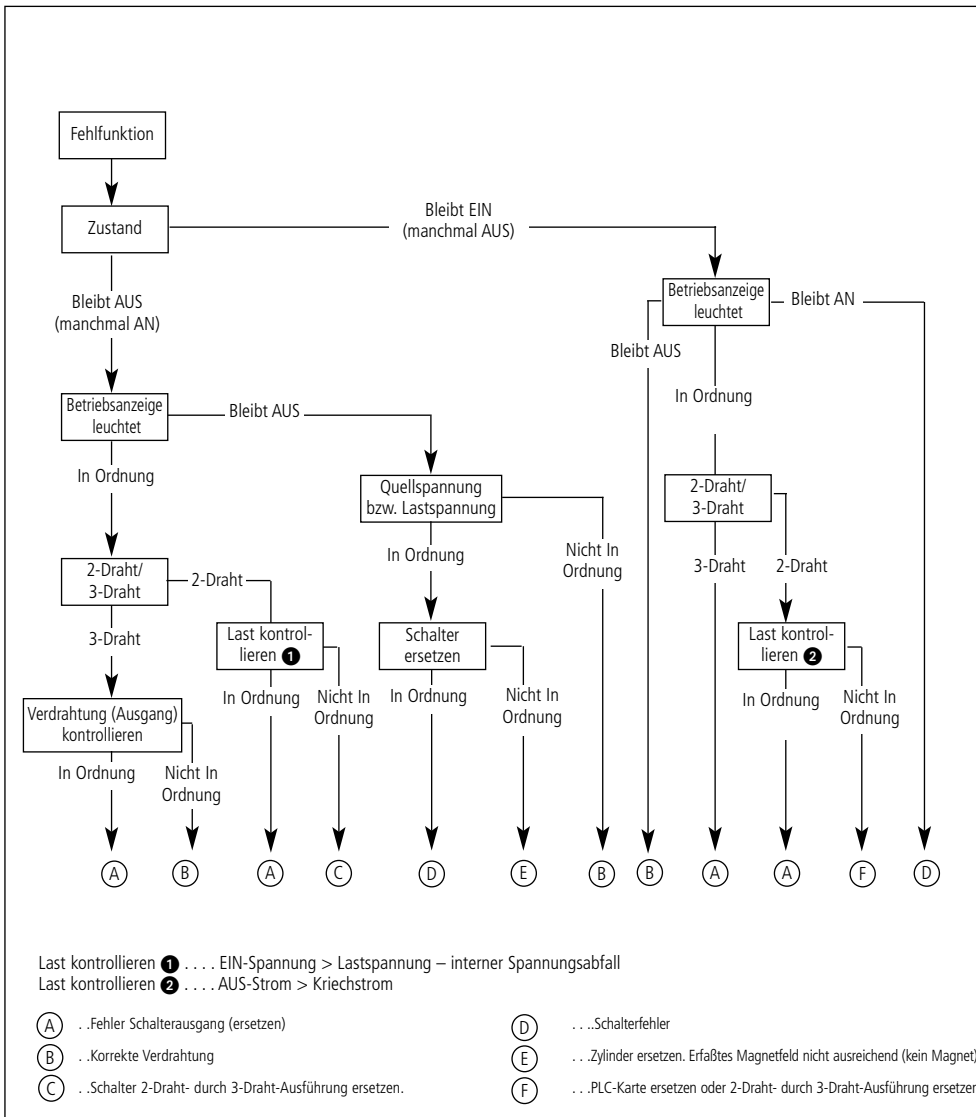 Fehlfunktion
Zustand
Bleibt EIN
(manchmal AUS)
Bleibt AUS
(manchmal AN)
Betriebsanzeige
leuchtet
Bleibt AN
Bleibt AUS
In Ordnung
Betriebsanzeige
leuchtet
Bleibt AUS
In Ordnung
Quellspannung
bzw. Lastspannung
2-Draht/
3-Draht
In Ordnung
Nicht In
Ordnung
3-Draht
2-Draht
2-Draht/
3-Draht
2-Draht
3-Draht
Last kontrol-
lieren ❶
Schalter
ersetzen
Last kontrol-
lieren ❷
In Ordnung
Nicht In
Ordnung
In Ordnung
Nicht In
Ordnung
In Ordnung
Nicht In
Ordnung
Verdrahtung (Ausgang)
kontrollieren
In Ordnung
Nicht In
Ordnung
A B A C D E B B A A F D
Last kontrollieren ❶ . . . . EIN-Spannung > Lastspannung – interner Spannungsabfall
Last kontrollieren ❷ . . . . AUS-Strom > Kriechstrom
A . .Fehler Schalterausgang (ersetzen)
B . .Korrekte Verdrahtung
C . .Schalter 2-Draht- durch 3-Draht-Ausführung ersetzen.
D . . . .Schalterfehler
E . . .Zylinder ersetzen. Erfaßtes Magnetfeld nicht ausreichend (kein Magnet)
F . . .PLC-Karte ersetzen oder 2-Draht- durch 3-Draht-Ausführung ersetzen